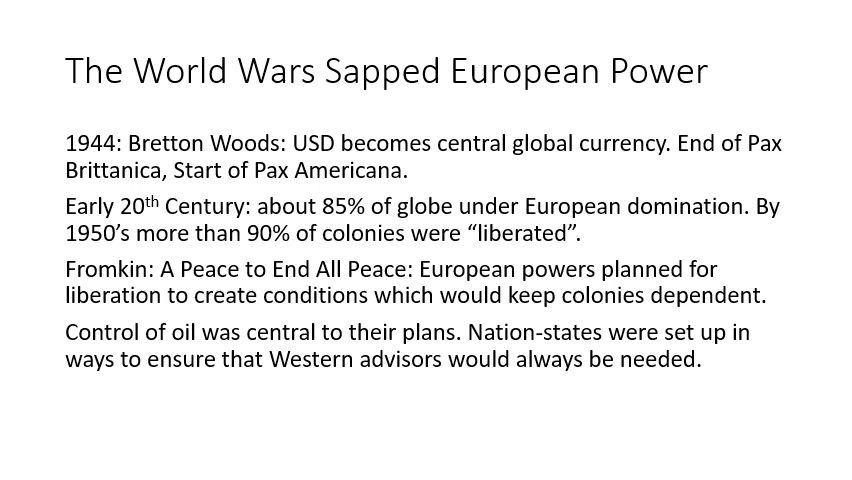 The World Wars Sapped European Power
1944: Bretton Woods: USD becomes central global currency. End of Pax
Brittanica, Start of Pax Americana.
Early 20th Century: about 85% of globe under European domination. By
1950’s more than 90% of colonies were “liberated”.
Fromkin: A Peace to End All Peace: European powers planned for
liberation to create conditions which would keep colonies dependent.
Control of oil was central to their plans. Nation-states were set up in
ways to ensure that Western advisors would always be needed.